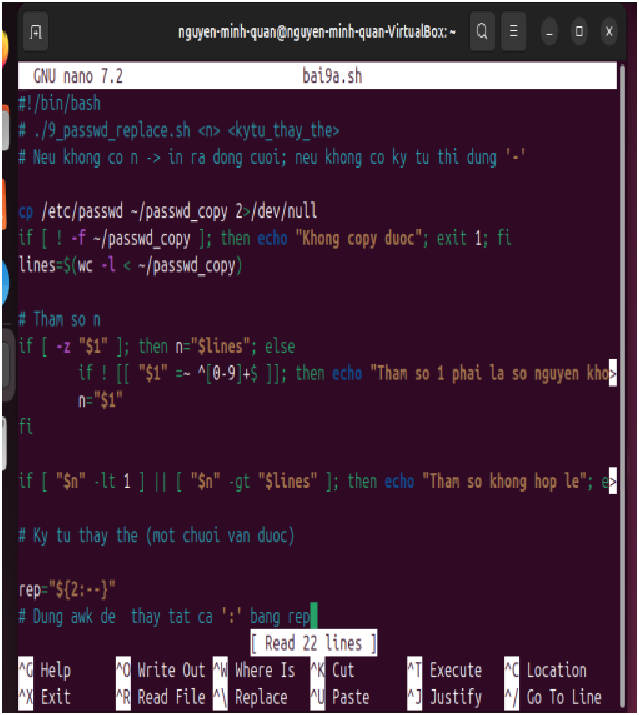 nguyen-minh-quan@nguyen-minh-quan-VirtualBox: ~
GNU nano 7.2 bai9a.sh
#!/bin/bash
# ./9_passwd_replace.sh <n> <kytu_thay_the>
# Neu khong co n -> in ra dong cuoi; neu khong co ky tu thi dung '-'
cp /etc/passwd ~/passwd_copy 2>/dev/null
if [ ! -f ~/passwd_copy ]; then echo "Khong copy duoc"; exit 1; fi
lines=$(wc -l < ~/passwd_copy)
# Tham so n
if [ -z "$1" ]; then n="$lines"; else
if ! [[ "$1" =~ ^[0-9]+$ ]]; then echo "Tham so 1 phai la so nguyen kho>
n="$1"
fi
if [ "$n" -lt 1 ] || [ "$n" -gt "$lines" ]; then echo "Tham so khong hop le"; e>
# Ky tu thay the (mot chuoi van duoc)
rep="${2:--}"
# Dung awk de  thay tat ca ':' bang rep
[ Read 22 lines ]
^G Help ^O Write Out ^W Where Is ^K Cut ^T Execute ^C Location
^X Exit ^R Read File ^\ Replace ^U Paste ^J Justify ^/ Go To Line